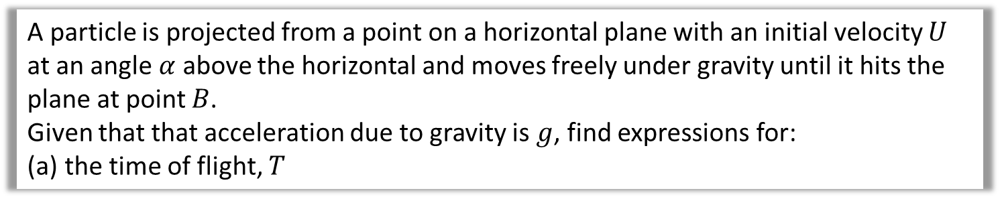 A particle is projected from a point on a horizontal plane with an initial velocity U
at an angle α above the horizontal and moves freely under gravity until it hits the
plane at point B.
Given that that acceleration due to gravity is g, find expressions for:
(a) the time of flight, T